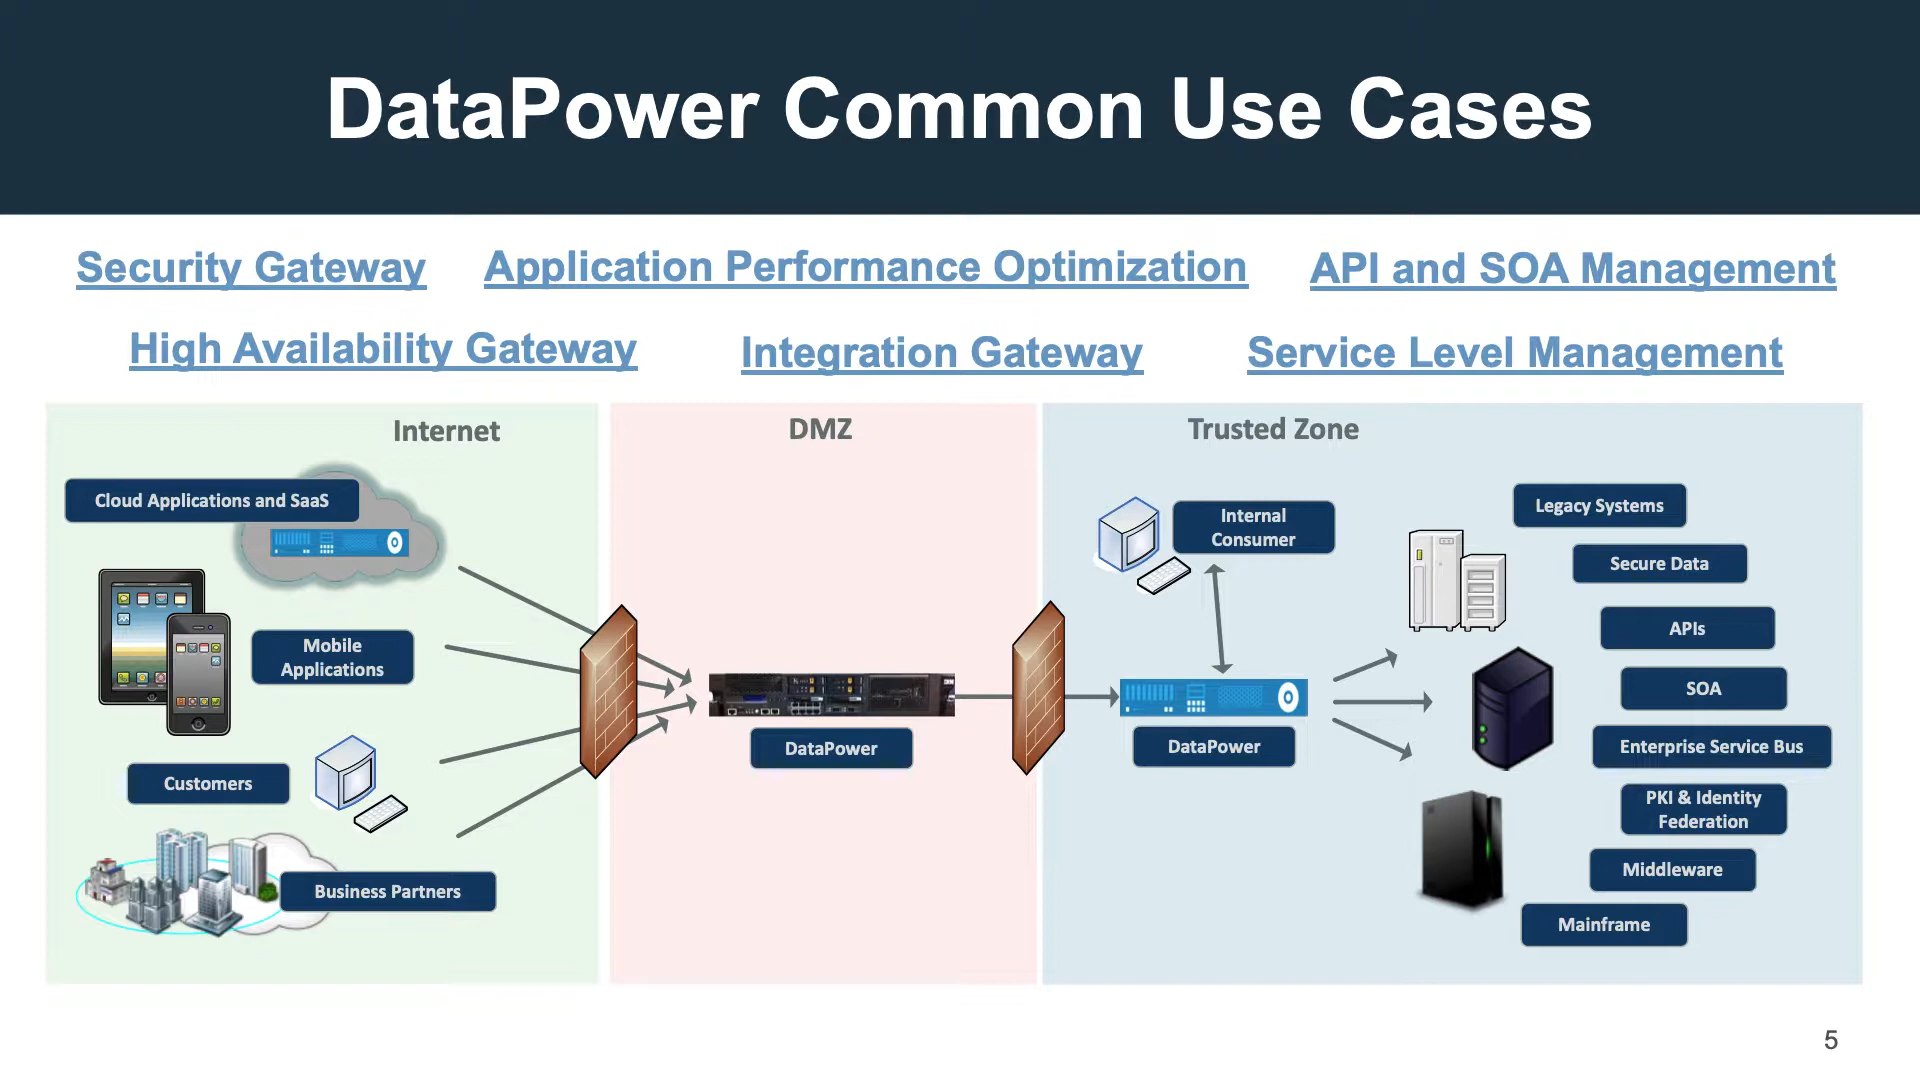 DataPower Common Use Cases
Security Gateway
Application Performance Optimization
API and SOA Management
High Availability Gateway
Integration Gateway
Service Level Management
Internet
Cloud Applications and SaaS
Mobile
Applications
Customers
Business Partners
DMZ
DataPower
Trusted Zone
Internal
Consumer
DataPower
Legacy Systems
Secure Data
APIs
SOA
Enterprise Service Bus
PKI & Identity
Federation
Middleware
Mainframe
5